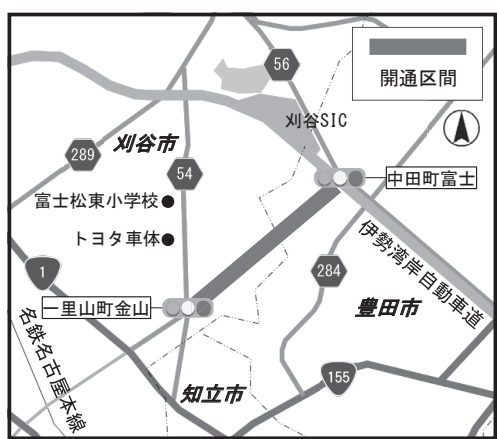 56
開通区間
刈谷SIC
刈谷市
289
54
中田町富士
富士松東小学校
トヨタ車体
伊勢湾岸自動車道
1
284
豊田市
一里山町金山
名鉄名古屋本線
155
知立市